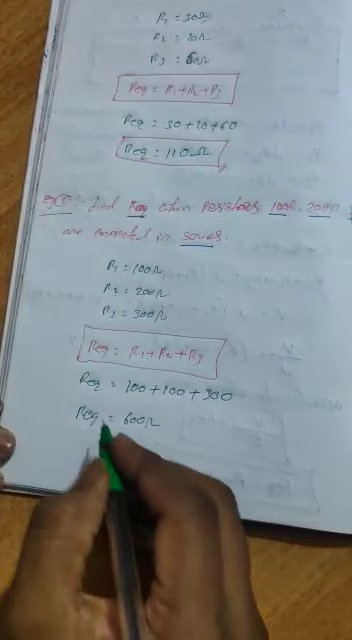 R1 = 30Ω
R2 = 20Ω
R3 = 60Ω
Req = R1+R2+R3
Req = 30+20+60
Req = 110Ω
find Req when Resistors 100Ω, 200Ω,
are connected in series.
R1 = 100Ω
R2 = 200Ω
R3 = 300Ω
Req = R1+R2+R3
Req = 100+200+300
Req = 600Ω